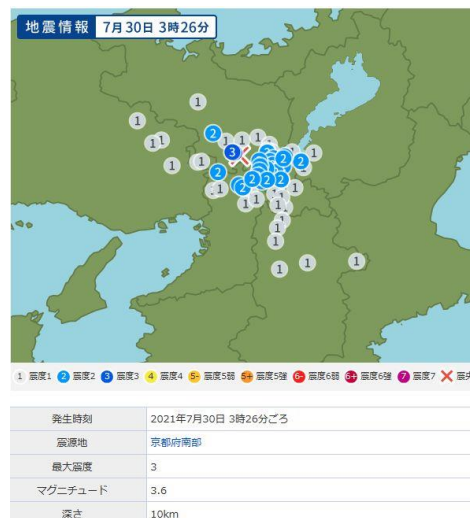 地震情報 7月30日 3時26分
1 震度1 2 震度2 3 震度3 4 震度4 5- 震度5弱 5+ 震度5強 6- 震度6弱 6+ 震度6強 7 震度7 震央
発生時刻 2021年7月30日 3時26分ごろ
震源地 京都府南部
最大震度 3
マグニチュード 3.6
深さ 10km